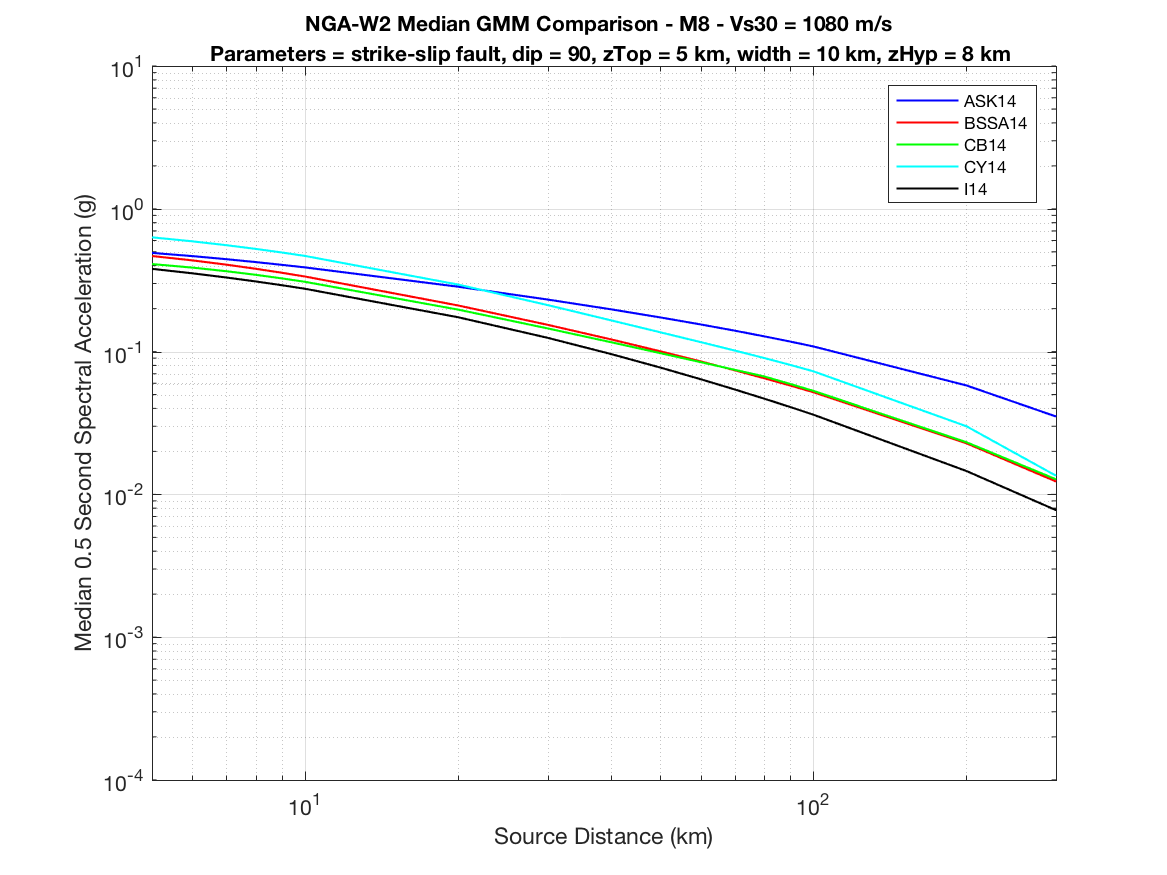 NGA-W2 Median GMM Comparison - M8 - Vs30 = 1080 m/s
Parameters = strike-slip fault, dip = 90, zTop = 5 km, width = 10 km, zHyp = 8 km
10^1
10^0
10^-1
10^-2
10^-3
10^-4
Median 0.5 Second Spectral Acceleration (g)
ASK14
BSSA14
CB14
CY14
I14
10^1
10^2
Source Distance (km)